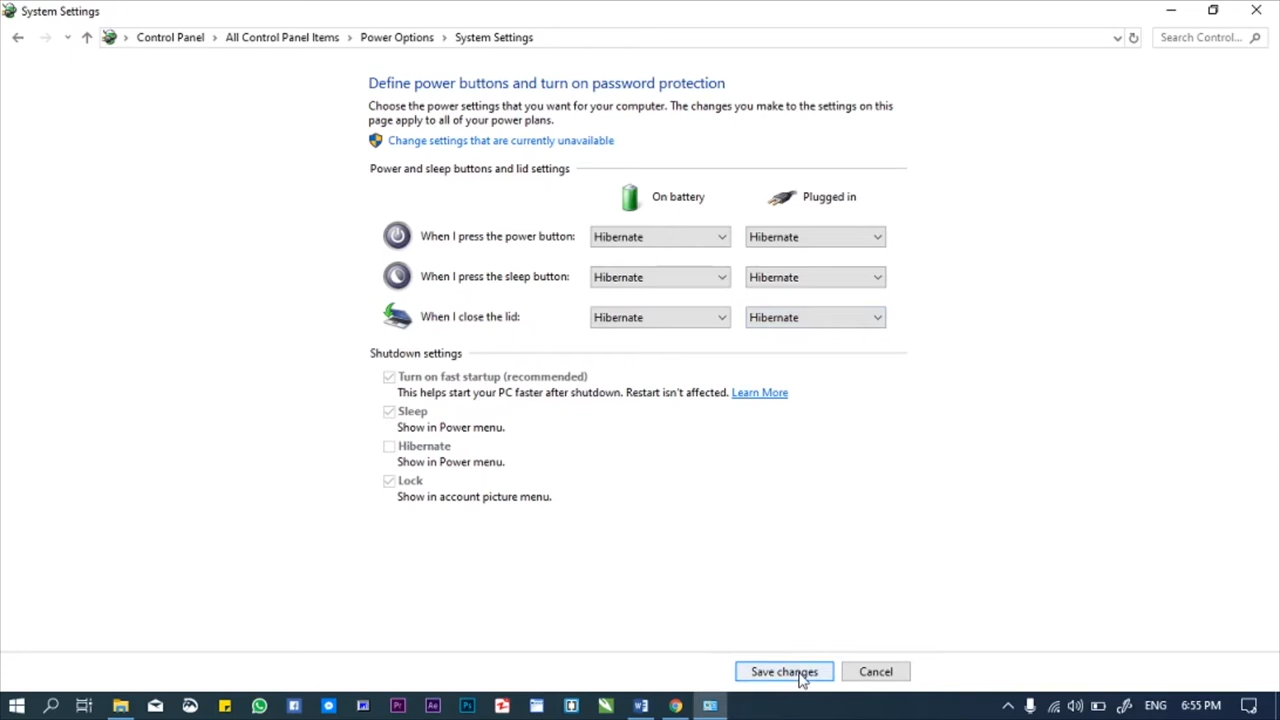 System Settings
Control Panel > All Control Panel Items > Power Options > System Settings
Search Control...
Define power buttons and turn on password protection
Choose the power settings that you want for your computer. The changes you make to the settings on this
page apply to all of your power plans.
Change settings that are currently unavailable
Power and sleep buttons and lid settings
On battery Plugged in
When I press the power button: Hibernate Hibernate
When I press the sleep button: Hibernate Hibernate
When I close the lid: Hibernate Hibernate
Shutdown settings
Turn on fast startup (recommended)
This helps start your PC faster after shutdown. Restart isn't affected. Learn More
Sleep
Show in Power menu.
Hibernate
Show in Power menu.
Lock
Show in account picture menu.
Save changes Cancel
Pr Ae Ps ENG 6:55 PM